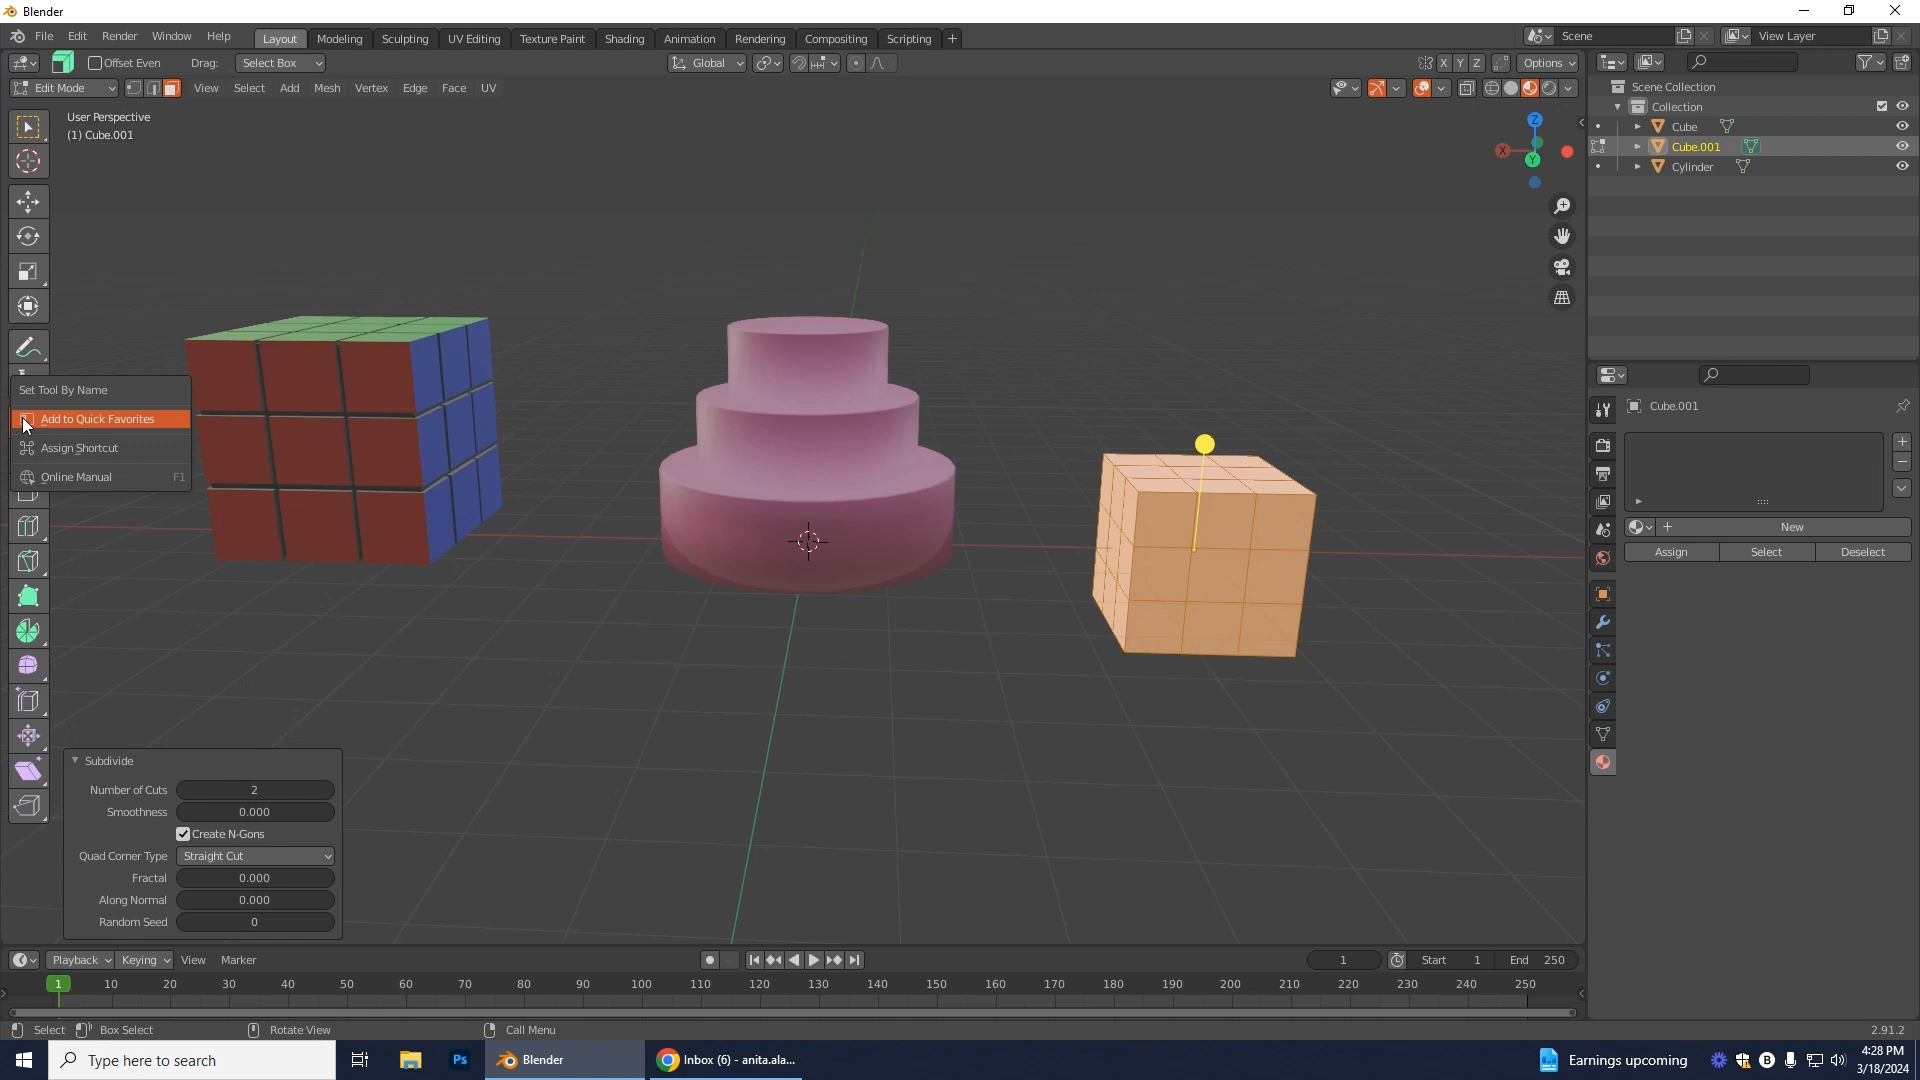 Blender
File Edit Render Window Help Layout Modeling Sculpting UV Editing Texture Paint Shading Animation Rendering Compositing Scripting + Scene View Layer
Offset Even Drag: Select Box Global X Y Z Options
Edit Mode View Select Add Mesh Vertex Edge Face UV
Scene Collection
Collection
Cube
Cube.001
Cylinder
User Perspective
(1) Cube.001
Z
X
Y
Set Tool By Name
Add to Quick Favorites
Assign Shortcut
Online Manual F1
Cube.001
New
Assign Select Deselect
Subdivide
Number of Cuts 2
Smoothness 0.000
Create N-Gons
Quad Corner Type Straight Cut
Fractal 0.000
Along Normal 0.000
Random Seed 0
Playback Keying View Marker 1 Start 1 End 250
1 10 20 30 40 50 60 70 80 90 100 110 120 130 140 150 160 170 180 190 200 210 220 230 240 250
Select Box Select Rotate View Call Menu 2.91.2
Type here to search Ps Blender Inbox (6) - anita.ala... Earnings upcoming B 4:28 PM
3/18/2024